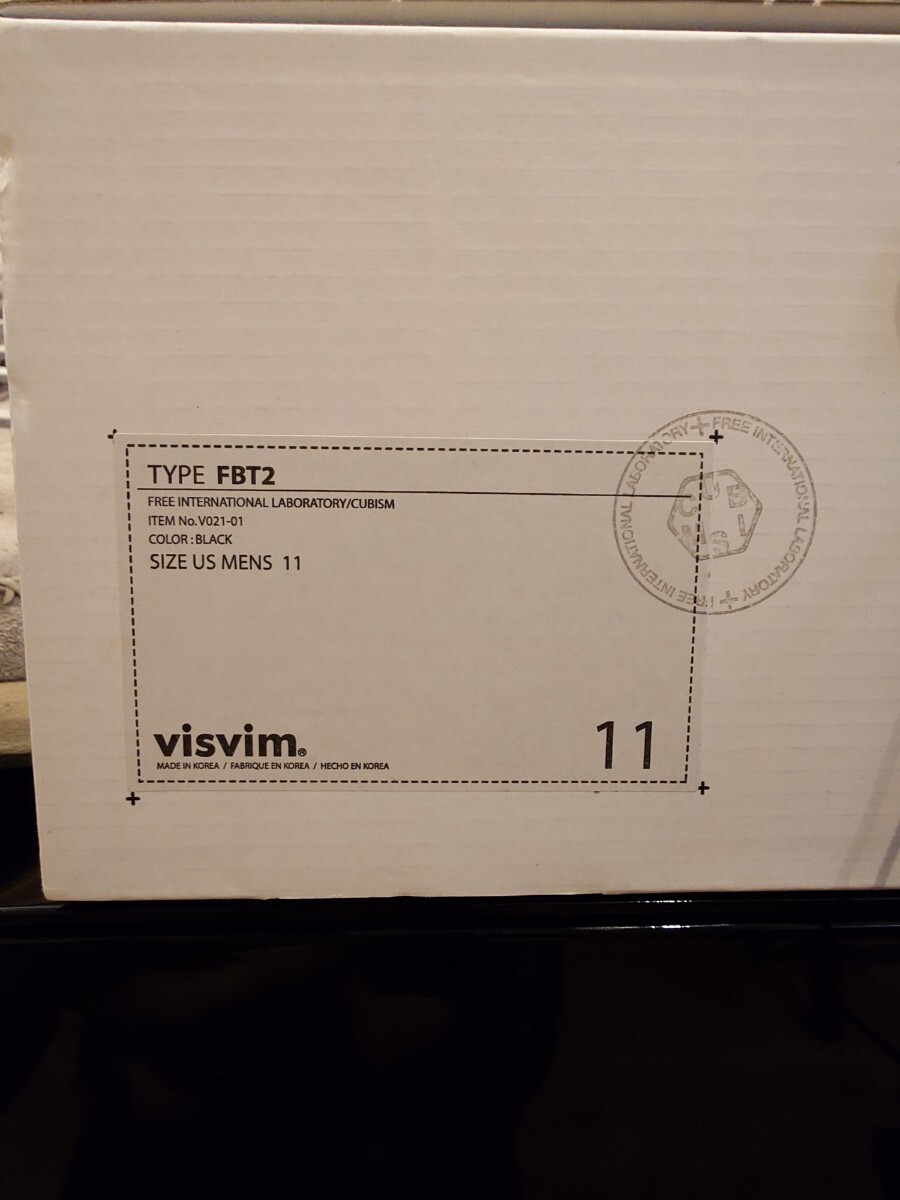 TYPE FBT2
FREE INTERNATIONAL LABORATORY/CUBISM
ITEM No.V021-01
COLOR:BLACK
SIZE US MENS 11
visvim®
MADE IN KOREA / FABRIQUE EN KOREA / HECHO EN KOREA
11
FREE INTERNATIONAL LABORATORY + FREE INTERNATIONAL LABORATORY +